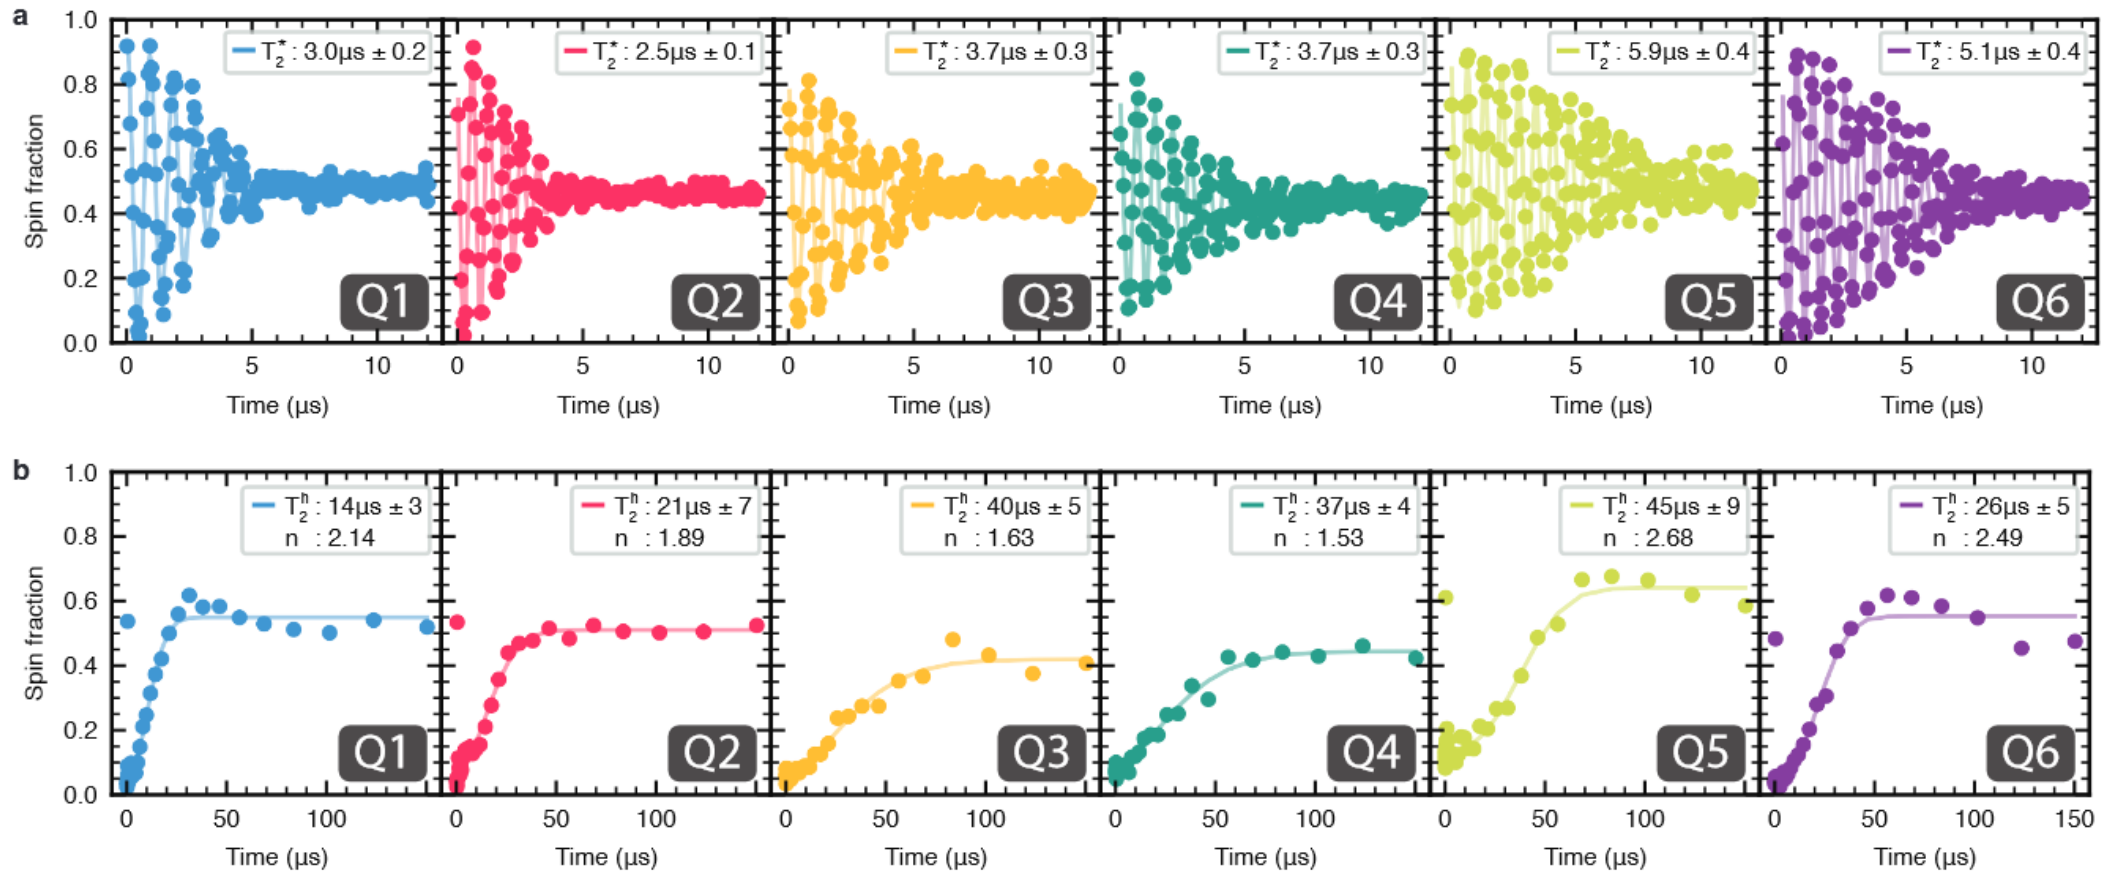 a
1.0
0.8
0.6
0.4
0.2
0.0
Spin fraction
T2* : 3.0µs ± 0.2
T2* : 2.5µs ± 0.1
T2* : 3.7µs ± 0.3
T2* : 3.7µs ± 0.3
T2* : 5.9µs ± 0.4
T2* : 5.1µs ± 0.4
Q1 Q2 Q3 Q4 Q5 Q6
0 5 10 0 5 10 0 5 10 0 5 10 0 5 10 0 5 10
Time (µs) Time (µs) Time (µs) Time (µs) Time (µs) Time (µs)
b
1.0
0.8
0.6
0.4
0.2
0.0
Spin fraction
T2h : 14µs ± 3
n : 2.14
T2h : 21µs ± 7
n : 1.89
T2h : 40µs ± 5
n : 1.63
T2h : 37µs ± 4
n : 1.53
T2h : 45µs ± 9
n : 2.68
T2h : 26µs ± 5
n : 2.49
Q1 Q2 Q3 Q4 Q5 Q6
0 50 100 0 50 100 0 50 100 0 50 100 0 50 100 0 50 100 150
Time (µs) Time (µs) Time (µs) Time (µs) Time (µs) Time (µs)